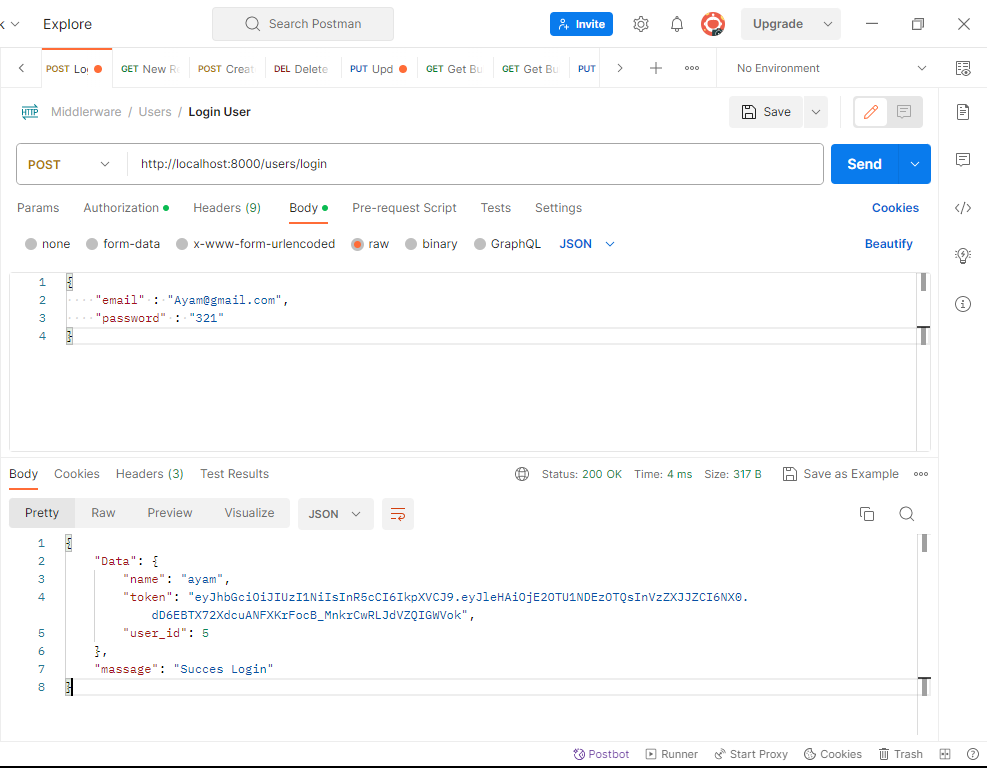 Explore
Search Postman
Invite
Upgrade
POST Lo
GET New R
POST Creat
DEL Delete
PUT Upd
GET Get Bu
GET Get Bu
PUT
No Environment
HTTP
Middlerware / Users / Login User
Save
POST
http://localhost:8000/users/login
Send
Params
Authorization
Headers (9)
Body
Pre-request Script
Tests
Settings
Cookies
none
form-data
x-www-form-urlencoded
raw
binary
GraphQL
JSON
Beautify
1 {
2 ····"email"·:·"Ayam@gmail.com",
3 ····"password"·:·"321"
4 }
Body
Cookies
Headers (3)
Test Results
Status: 200 OK
Time: 4 ms
Size: 317 B
Save as Example
Pretty
Raw
Preview
Visualize
JSON
1 {
2 "Data": {
3 "name": "ayam",
4 "token": "eyJhbGciOiJIUzI1NiIsInR5cCI6IkpXVCJ9.eyJleHAiOjE2OTU1NDEzOTQsInVzZXJJZCI6NX0.
dD6EBTX72XdcuANFXKrFocB_MnkrCwRLJdVZQIGWVok",
5 "user_id": 5
6 },
7 "massage": "Succes Login"
8 }
Postbot
Runner
Start Proxy
Cookies
Trash